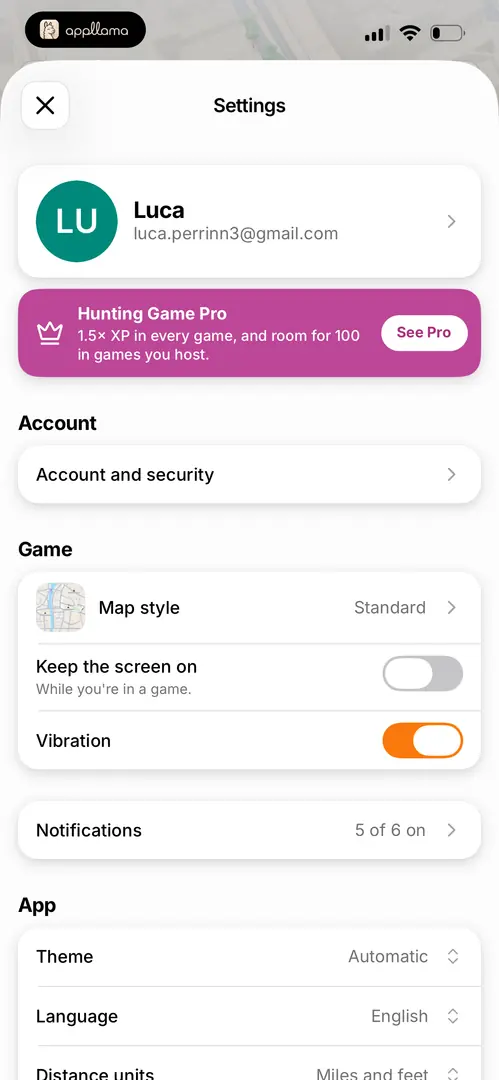 appllama
Settings
LU
Luca
luca.perrinn3@gmail.com
Hunting Game Pro
1.5× XP in every game, and room for 100
in games you host.
See Pro
Account
Account and security
Game
Map style
Standard
Keep the screen on
While you're in a game.
Vibration
Notifications
5 of 6 on
App
Theme
Automatic
Language
English
Distance units
Miles and feet